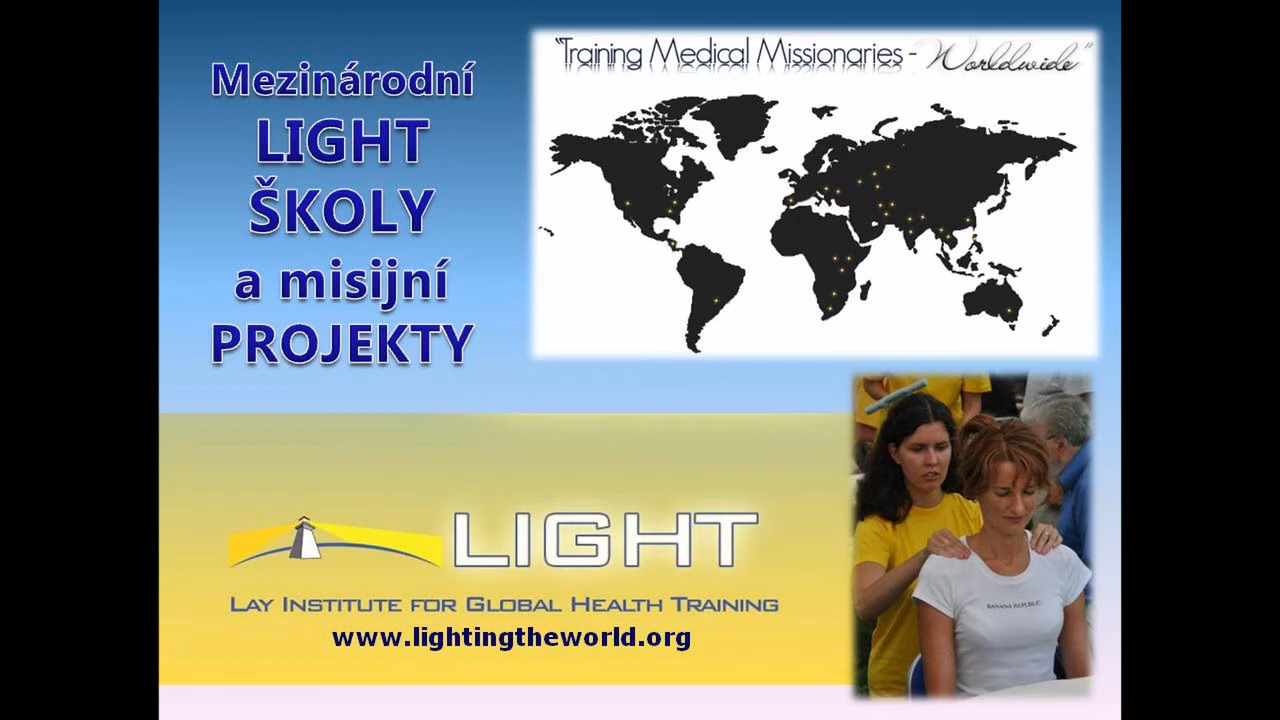 Mezinárodní
LIGHT
ŠKOLY
a misijní
PROJEKTY
"Training Medical Missionaries - Worldwide"
LIGHT
LAY INSTITUTE FOR GLOBAL HEALTH TRAINING
www.lightingtheworld.org
BANANA REPUBLIC